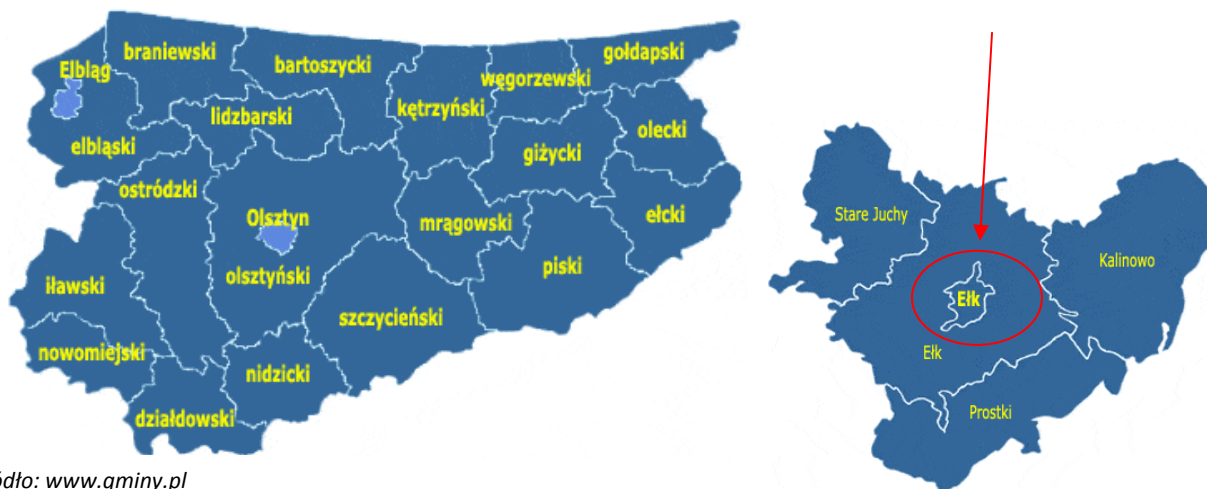 braniewski
gołdapski
Elbląg
bartoszycki
węgorzewski
kętrzyński
lidzbarski
olecki
elbląski
giżycki
ostródzki
Olsztyn
mrągowski
ełcki
olsztyński
piski
iławski
szczycieński
nowomiejski
nidzicki
działdowski
Stare Juchy
Kalinowo
Ełk
Ełk
Prostki
ódło: www.gminy.pl